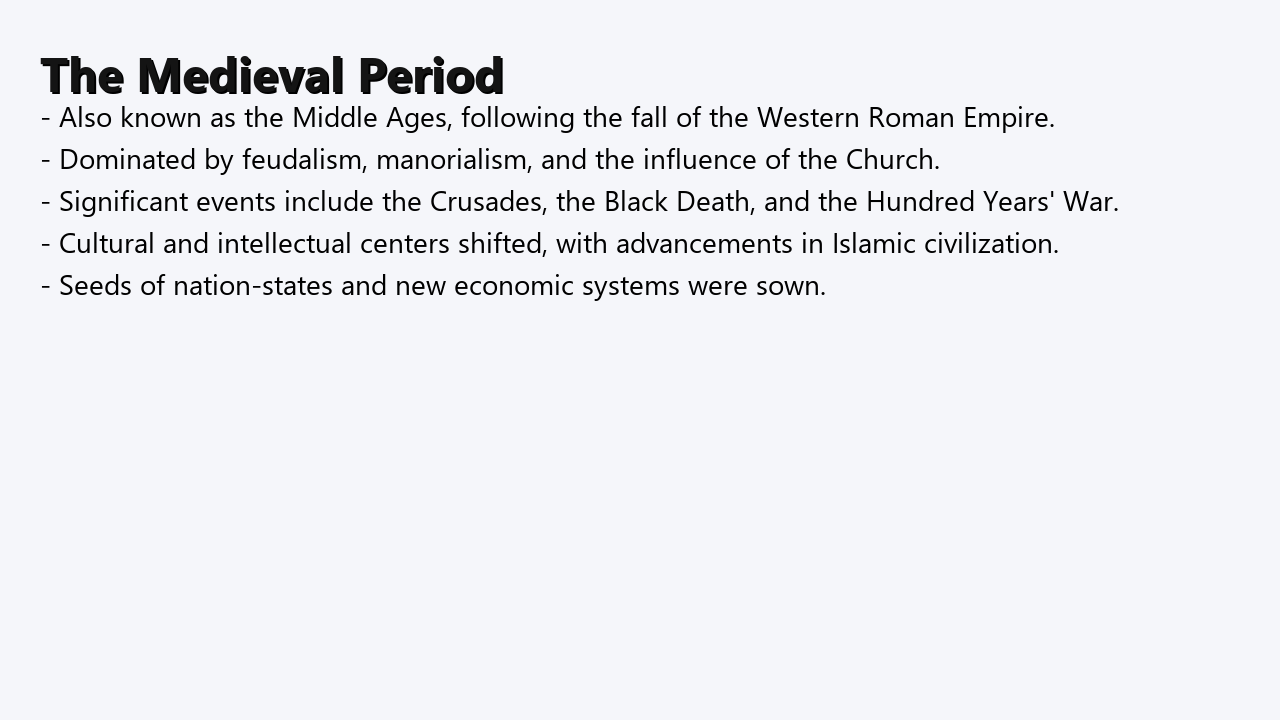 The Medieval Period
- Also known as the Middle Ages, following the fall of the Western Roman Empire.
- Dominated by feudalism, manorialism, and the influence of the Church.
- Significant events include the Crusades, the Black Death, and the Hundred Years' War.
- Cultural and intellectual centers shifted, with advancements in Islamic civilization.
- Seeds of nation-states and new economic systems were sown.